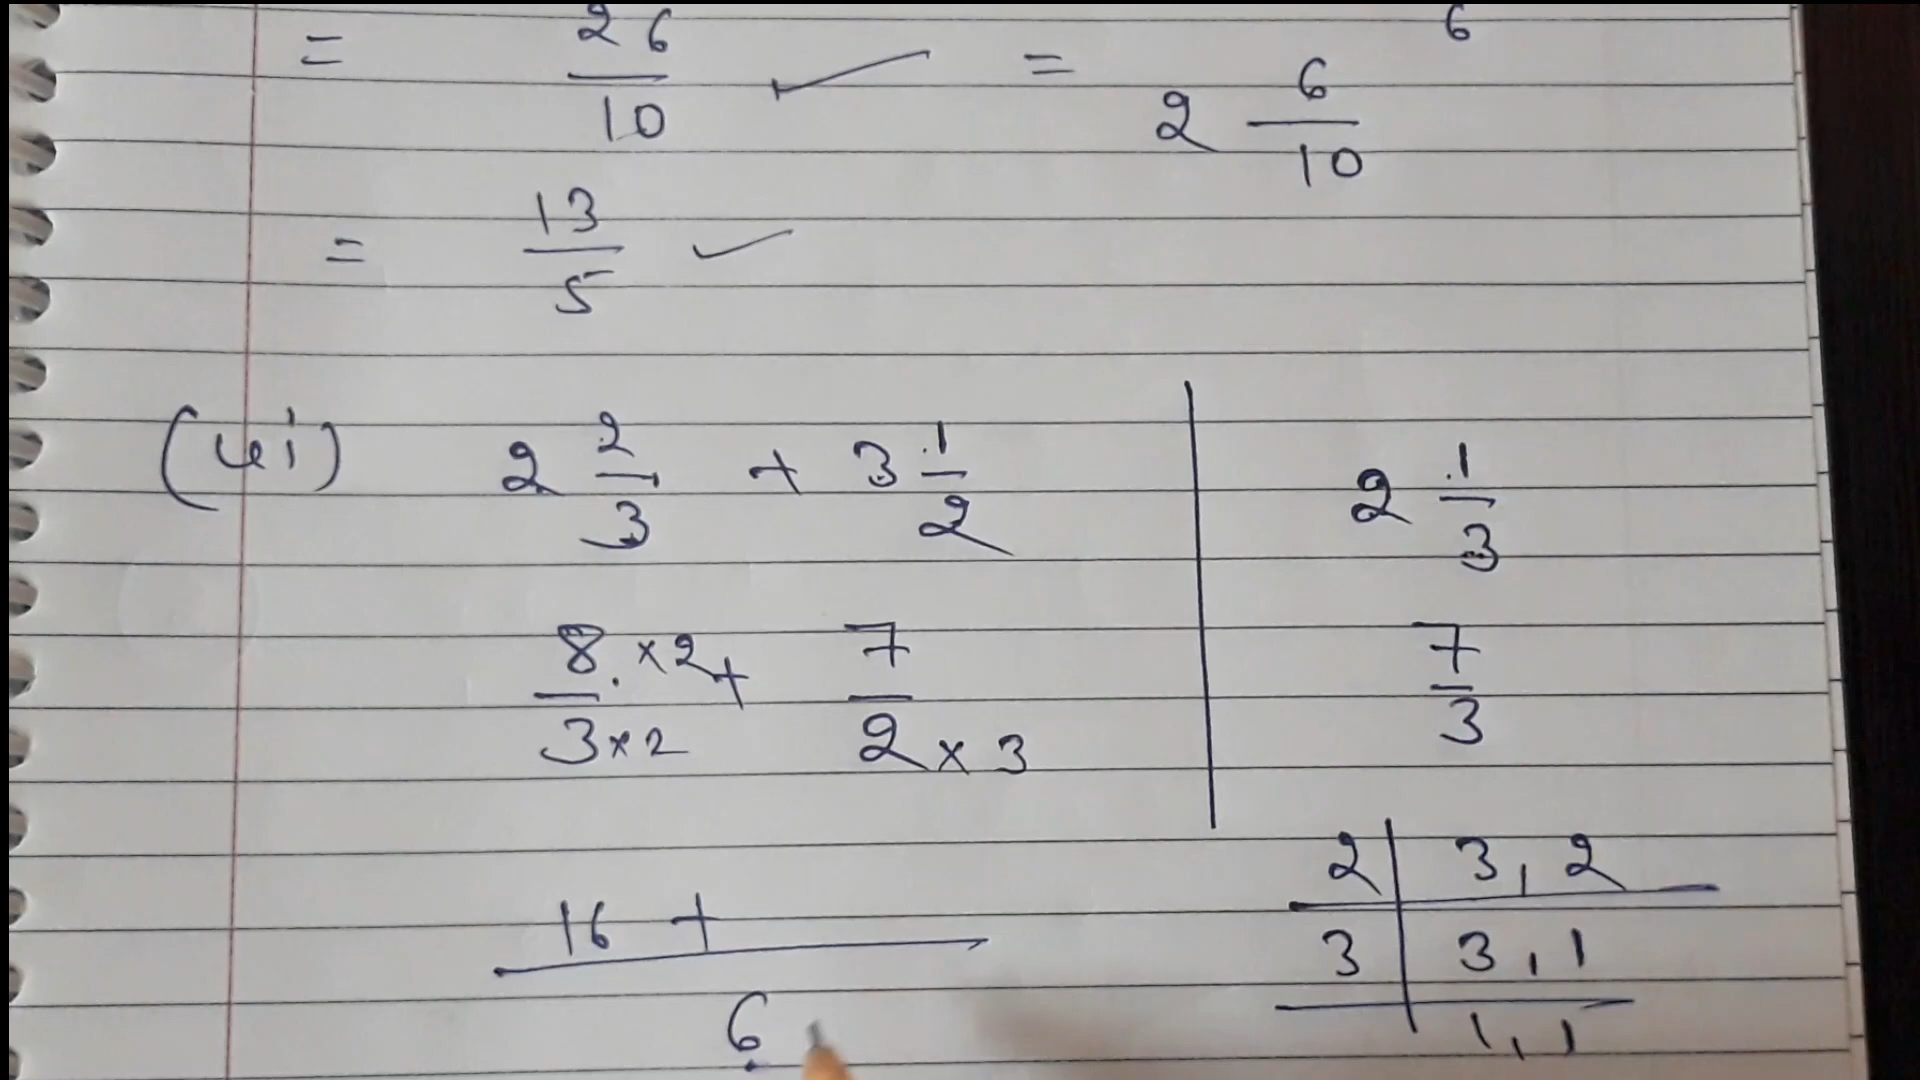 6
= 26/10 ✓ = 2 6/10
= 13/5 ✓
(vii) 2 2/3 + 3 1/2 | 2 1/3
8 × 2 / 3 × 2 + 7 / 2 × 3 | 7/3
2 | 3, 2
16 + / 6
3 | 3, 1
1, 1